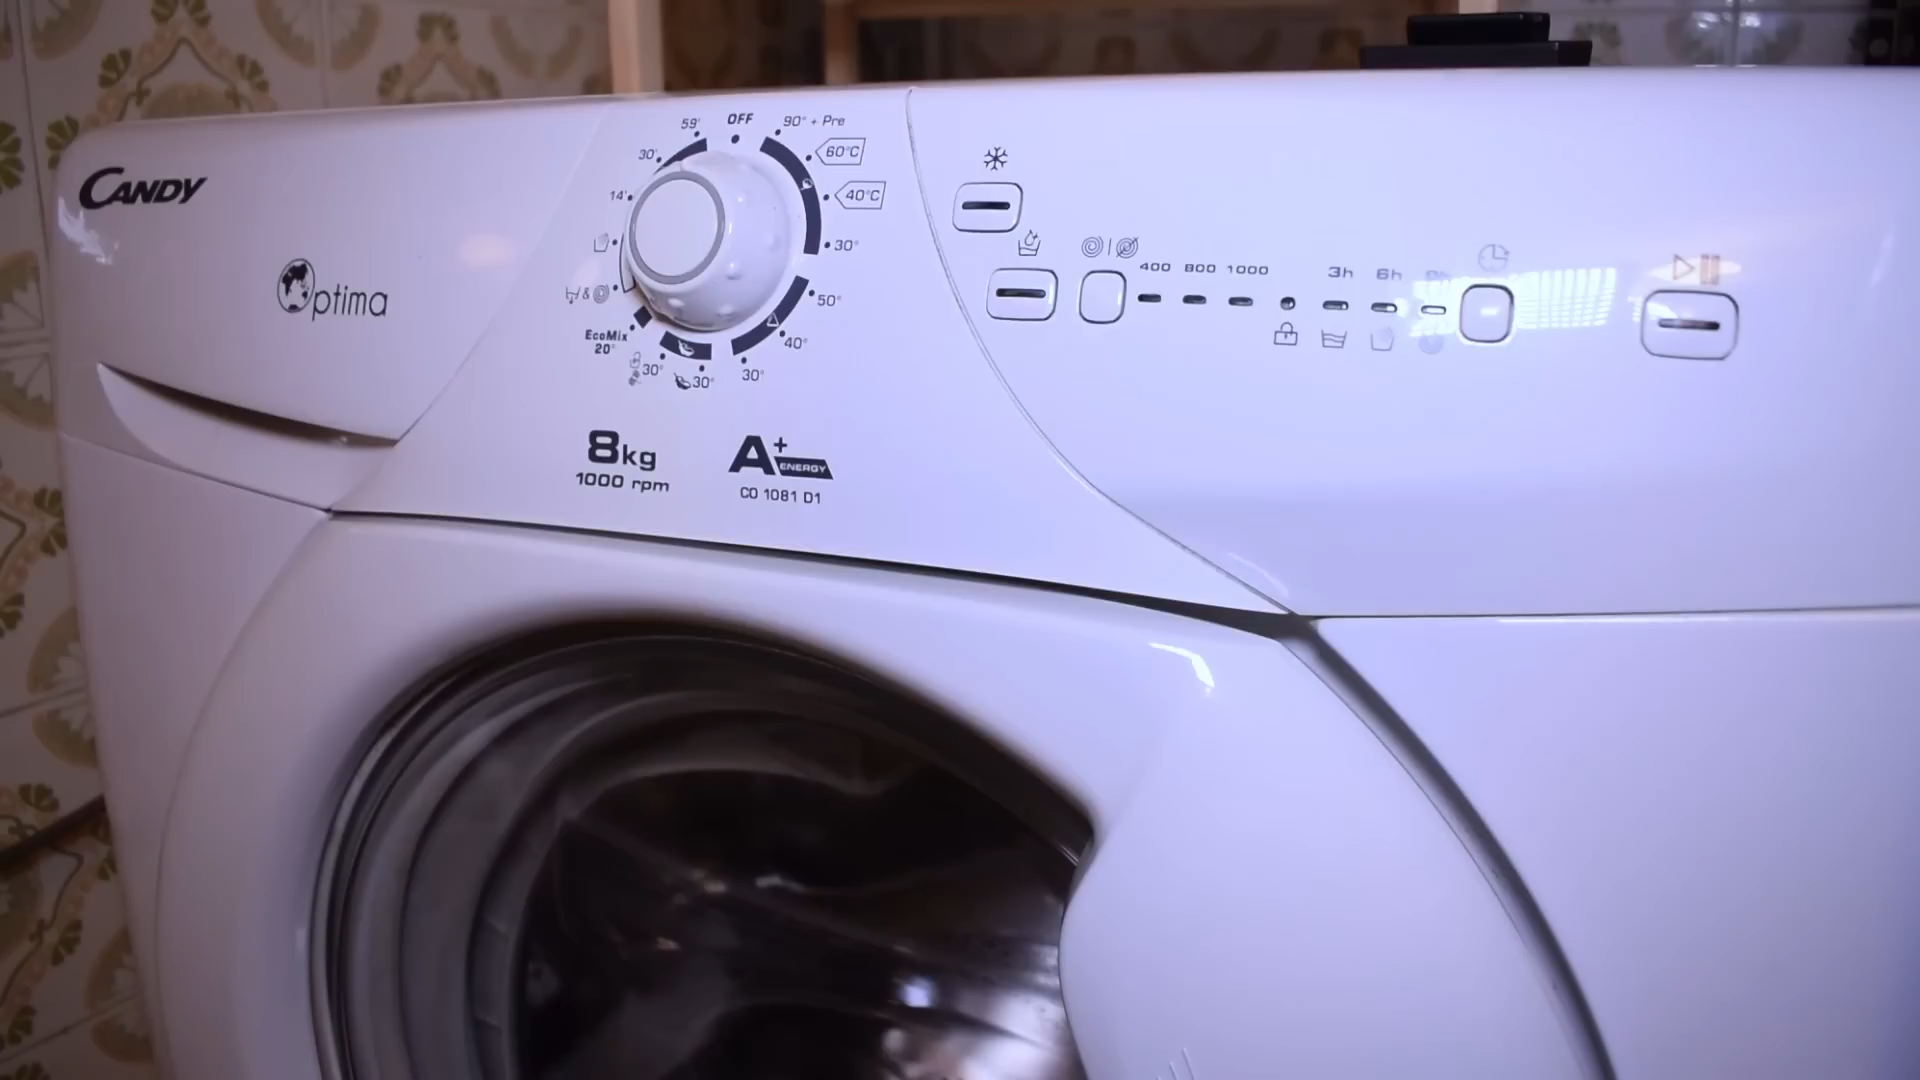 CANDY
Optima
OFF
90° + Pre
60°C
40°C
30°
50°
40°
30°
30°
30°
EcoMix
20°
14'
30'
59'
8kg
1000 rpm
A+ ENERGY
CO 1081 D1
400 800 1000
3h 6h 9h